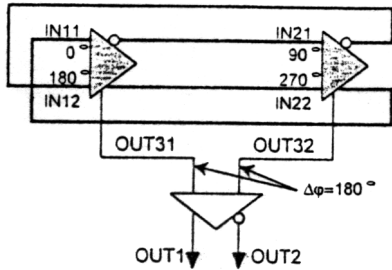 IN11 IN21
0° 90°
180° 270°
IN12 IN22
OUT31 OUT32
Δφ=180°
OUT1 OUT2